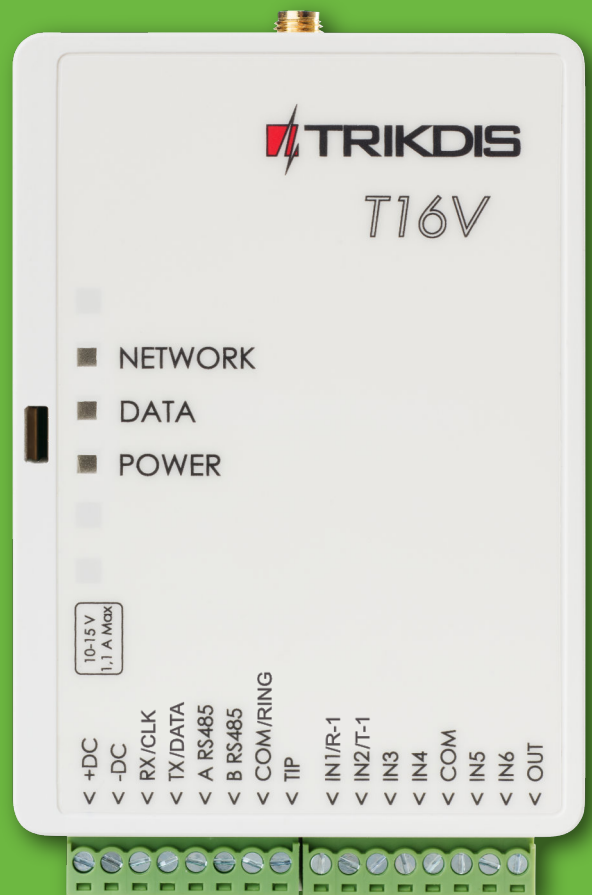 TRIKDIS
T16V
NETWORK
DATA
POWER
10-15 V
1,1 A Max
< +DC
< -DC
< RX/CLK
< TX/DATA
< A RS485
< B RS485
< COM/RING
< TIP
< IN1/R-1
< IN2/T-1
< IN3
< IN4
< COM
< IN5
< IN6
< OUT